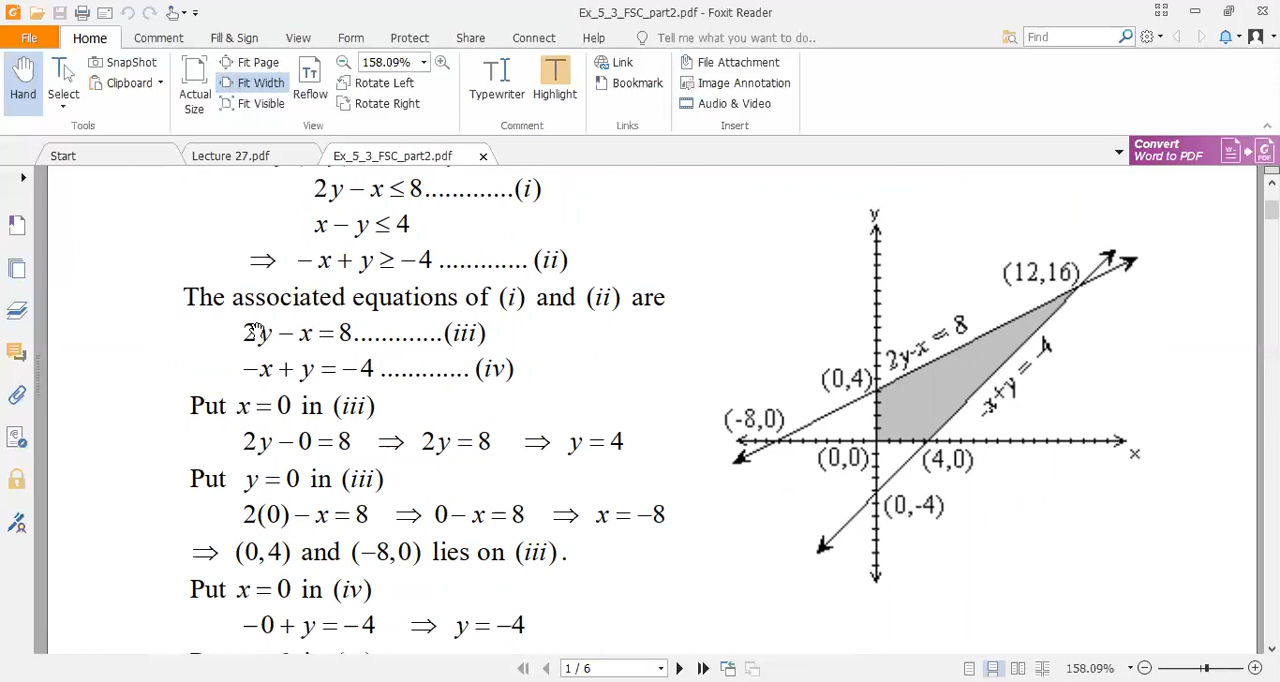 Ex_5_3_FSC_part2.pdf - Foxit Reader
File Home Comment Fill & Sign View Form Protect Share Connect Help Tell me what you want to do.. Find
Hand
Select
SnapShot
Clipboard
Tools
Actual Size
Fit Page
Fit Width
Fit Visible
Reflow
158.09%
Rotate Left
Rotate Right
View
Typewriter
Highlight
Comment
Link
Bookmark
Links
File Attachment
Image Annotation
Audio & Video
Insert
Start Lecture 27.pdf Ex_5_3_FSC_part2.pdf
Convert
Word to PDF
2y − x ≤ 8.............(i)
x − y ≤ 4
⇒ −x + y ≥ −4 ............. (ii)
The associated equations of (i) and (ii) are
2y − x = 8............(iii)
−x + y = −4 ............. (iv)
Put x = 0 in (iii)
2y − 0 = 8 ⇒ 2y = 8 ⇒ y = 4
Put y = 0 in (iii)
2(0) − x = 8 ⇒ 0 − x = 8 ⇒ x = −8
⇒ (0,4) and (−8,0) lies on (iii).
Put x = 0 in (iv)
−0 + y = −4 ⇒ y = −4
y
(12,16)
2y-x = 8
(0,4)
-x+y = -4
(-8,0)
(0,0)
(4,0)
x
(0,-4)
1 / 6
158.09%